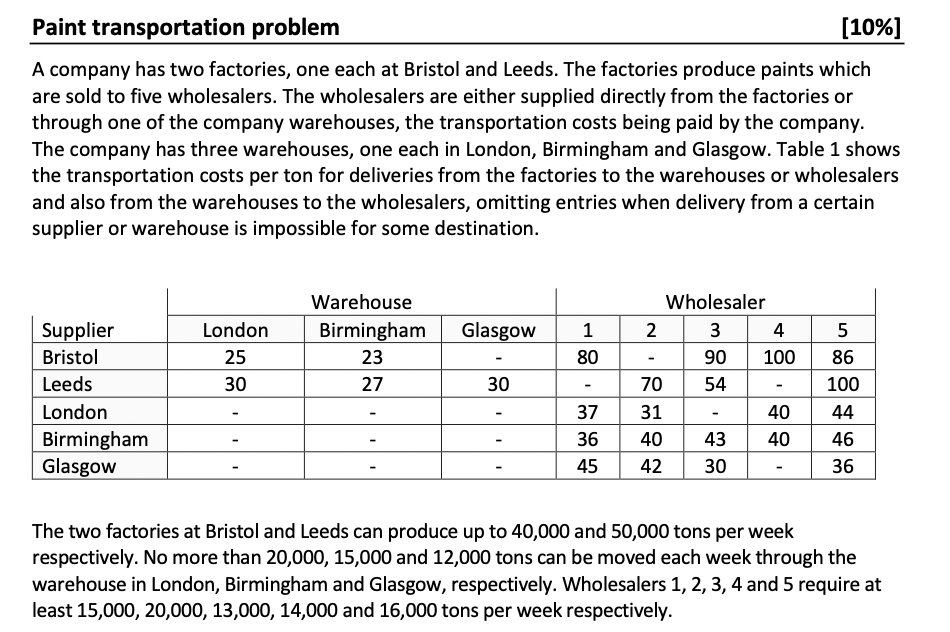 Paint transportation problem [10%]
A company has two factories, one each at Bristol and Leeds. The factories produce paints which
are sold to five wholesalers. The wholesalers are either supplied directly from the factories or
through one of the company warehouses, the transportation costs being paid by the company.
The company has three warehouses, one each in London, Birmingham and Glasgow. Table 1 shows
the transportation costs per ton for deliveries from the factories to the warehouses or wholesalers
and also from the warehouses to the wholesalers, omitting entries when delivery from a certain
supplier or warehouse is impossible for some destination.
Warehouse Wholesaler
Supplier London Birmingham Glasgow 1 2 3 4 5
Bristol 25 23 - 80 - 90 100 86
Leeds 30 27 30 - 70 54 - 100
London - - - 37 31 - 40 44
Birmingham - - - 36 40 43 40 46
Glasgow - - - 45 42 30 - 36
The two factories at Bristol and Leeds can produce up to 40,000 and 50,000 tons per week
respectively. No more than 20,000, 15,000 and 12,000 tons can be moved each week through the
warehouse in London, Birmingham and Glasgow, respectively. Wholesalers 1, 2, 3, 4 and 5 require at
least 15,000, 20,000, 13,000, 14,000 and 16,000 tons per week respectively.